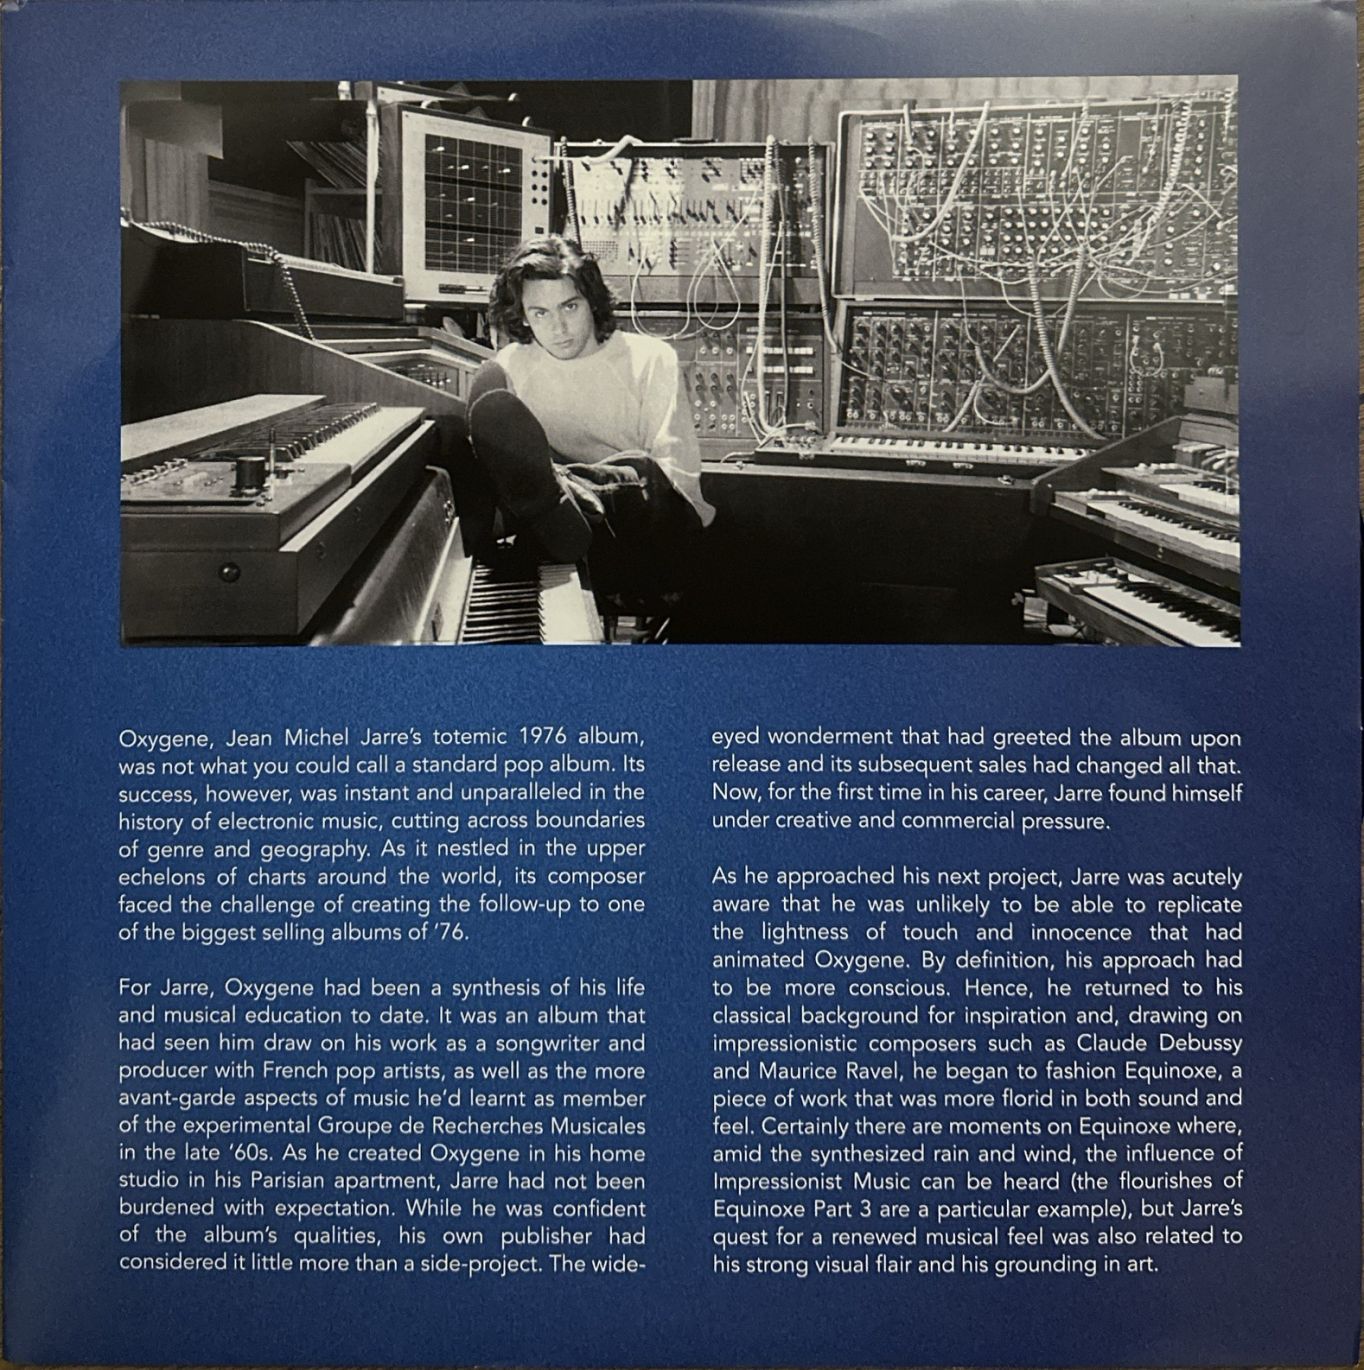 Oxygene, Jean Michel Jarre's totemic 1976 album,
was not what you could call a standard pop album. Its
success, however, was instant and unparalleled in the
history of electronic music, cutting across boundaries
of genre and geography. As it nestled in the upper
echelons of charts around the world, its composer
faced the challenge of creating the follow-up to one
of the biggest selling albums of '76.
For Jarre, Oxygene had been a synthesis of his life
and musical education to date. It was an album that
had seen him draw on his work as a songwriter and
producer with French pop artists, as well as the more
avant-garde aspects of music he'd learnt as member
of the experimental Groupe de Recherches Musicales
in the late '60s. As he created Oxygene in his home
studio in his Parisian apartment, Jarre had not been
burdened with expectation. While he was confident
of the album's qualities, his own publisher had
considered it little more than a side-project. The wide-
eyed wonderment that had greeted the album upon
release and its subsequent sales had changed all that.
Now, for the first time in his career, Jarre found himself
under creative and commercial pressure.
As he approached his next project, Jarre was acutely
aware that he was unlikely to be able to replicate
the lightness of touch and innocence that had
animated Oxygene. By definition, his approach had
to be more conscious. Hence, he returned to his
classical background for inspiration and, drawing on
impressionistic composers such as Claude Debussy
and Maurice Ravel, he began to fashion Equinoxe, a
piece of work that was more florid in both sound and
feel. Certainly there are moments on Equinoxe where,
amid the synthesized rain and wind, the influence of
Impressionist Music can be heard (the flourishes of
Equinoxe Part 3 are a particular example), but Jarre's
quest for a renewed musical feel was also related to
his strong visual flair and his grounding in art.